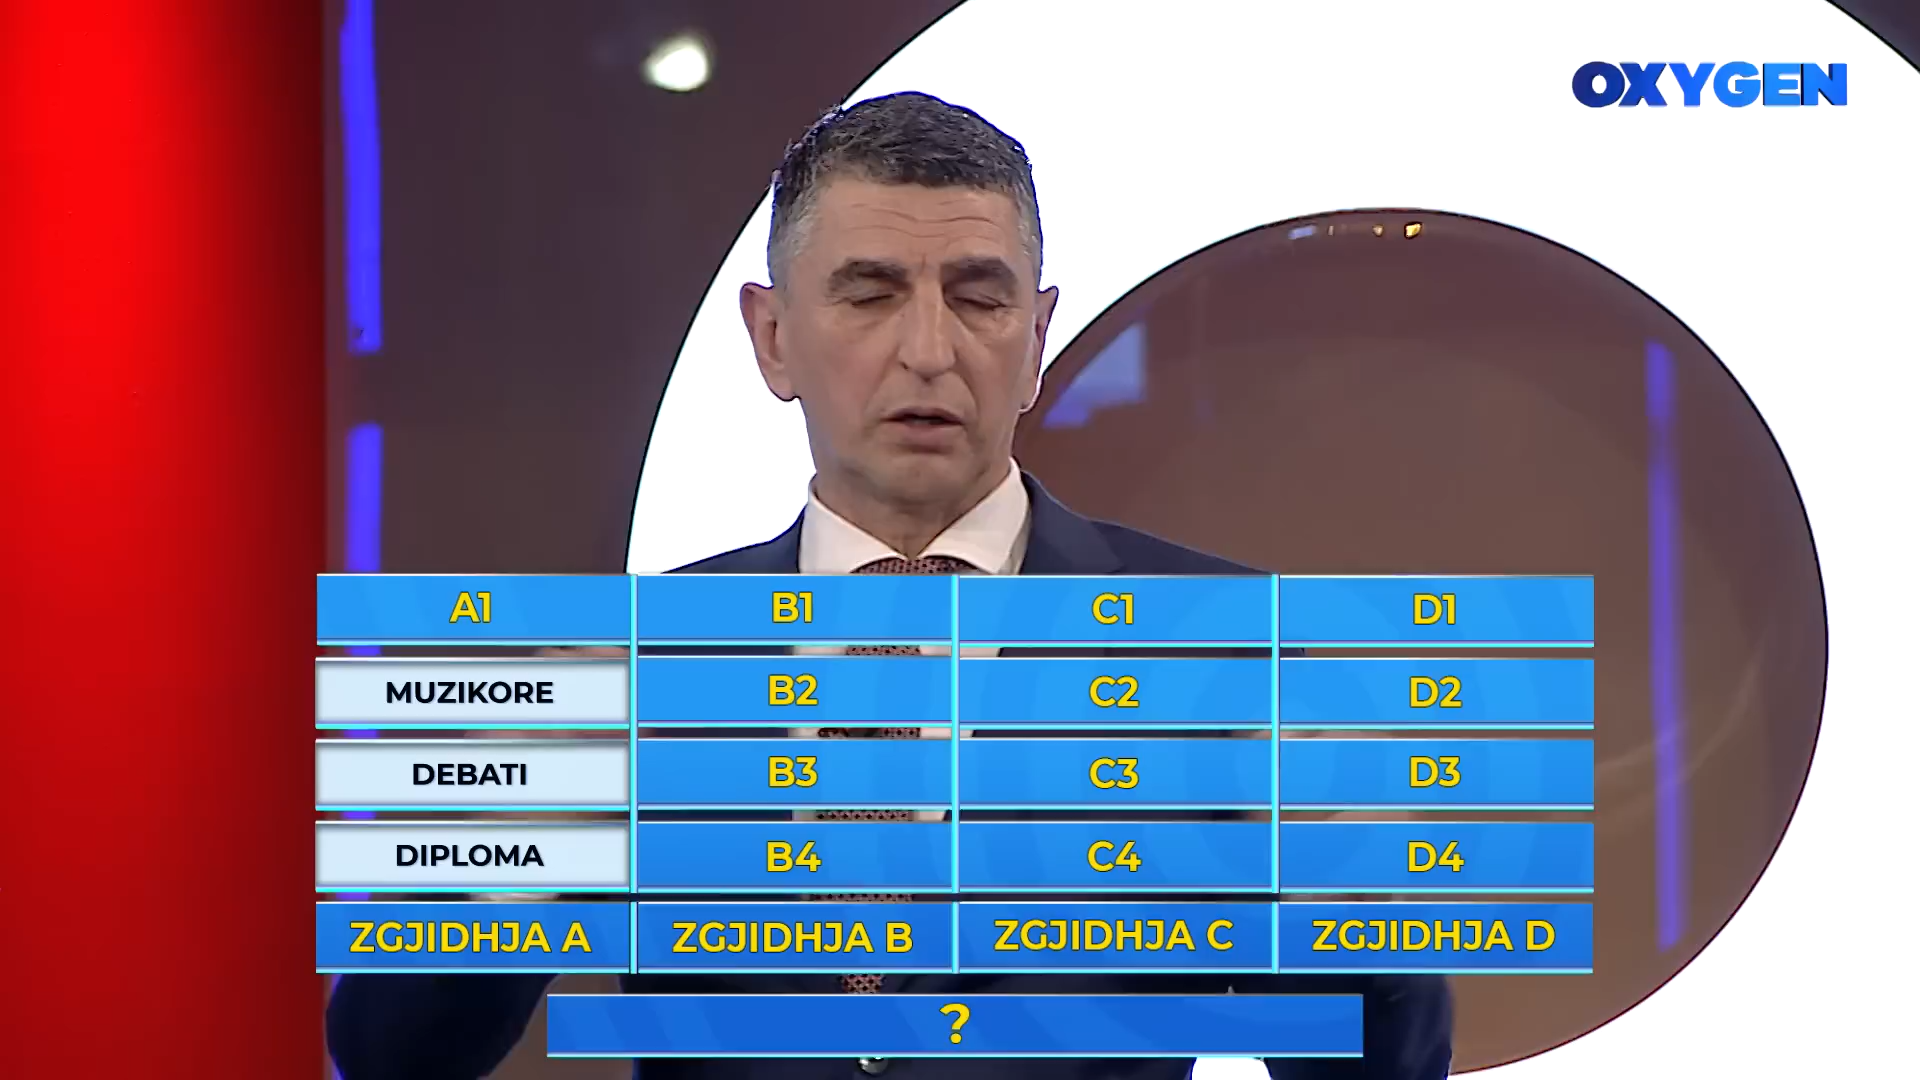 OXYGEN
A1 B1 C1 D1
MUZIKORE B2 C2 D2
DEBATI B3 C3 D3
DIPLOMA B4 C4 D4
ZGJIDHJA A ZGJIDHJA B ZGJIDHJA C ZGJIDHJA D
?